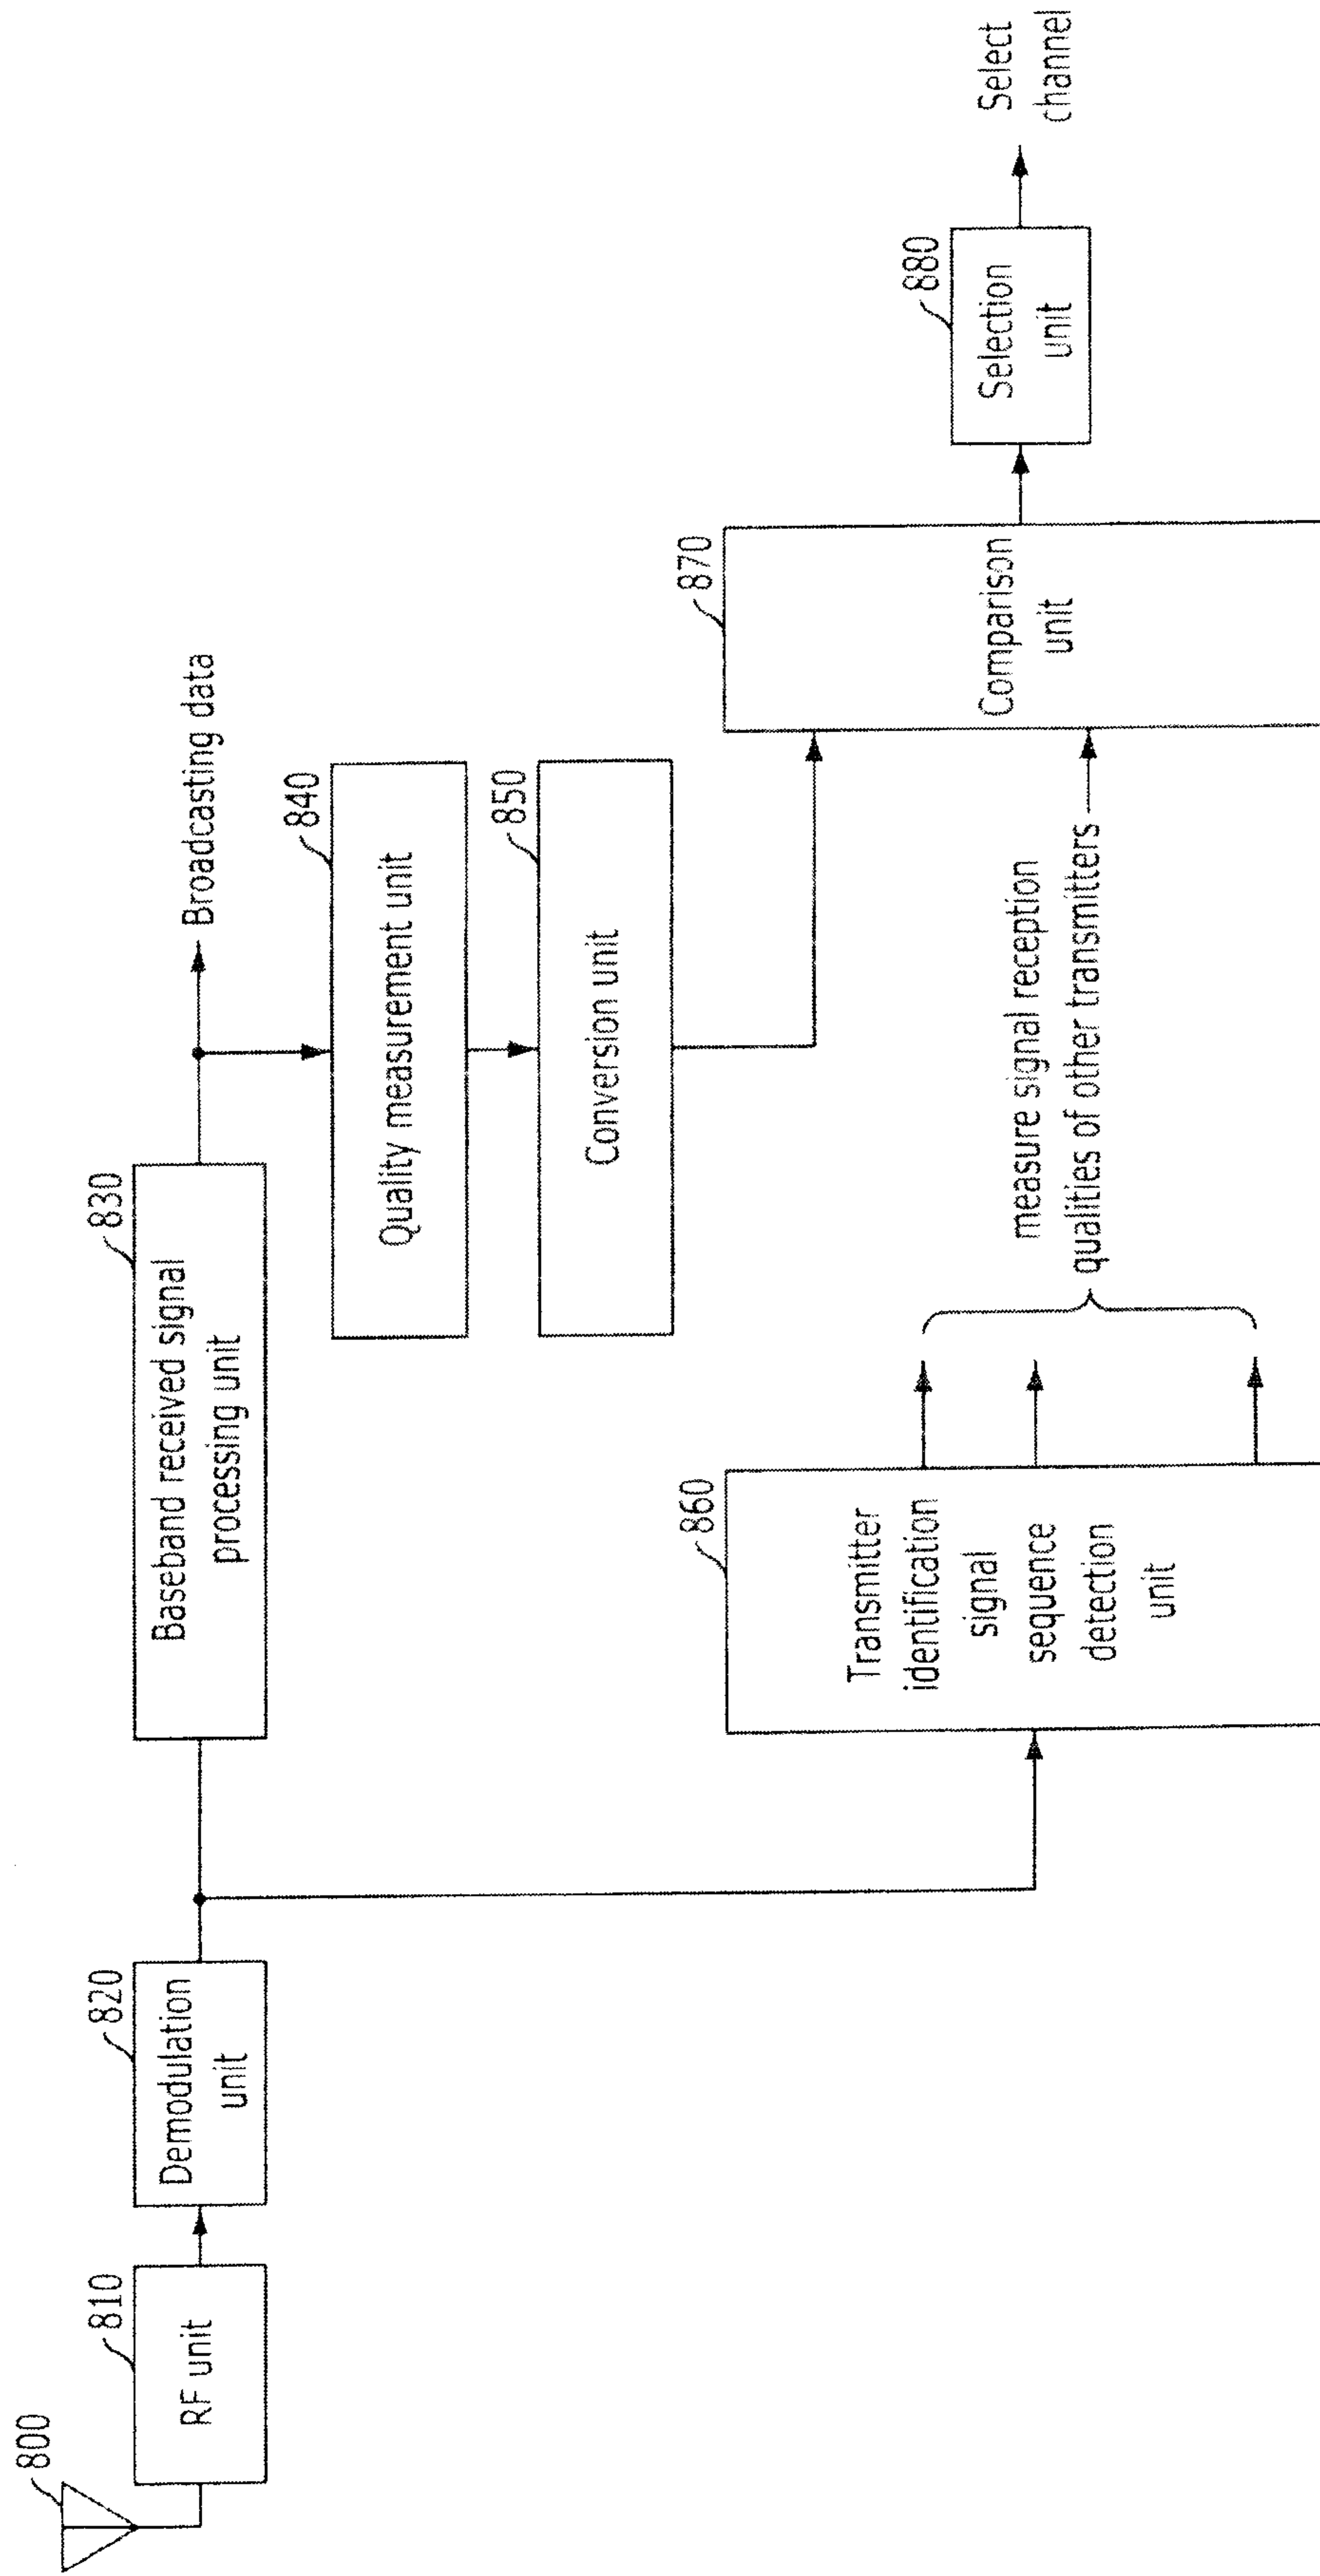 800
810
RF unit
820
Demodulation
unit
830
Baseband received signal
processing unit
Broadcasting data
840
Quality measurement unit
850
Conversion unit
860
Transmitter
identification
signal
sequence
detection
unit
measure signal reception
qualities of other transmitters
870
Comparison
unit
880
Selection
unit
Select
channel